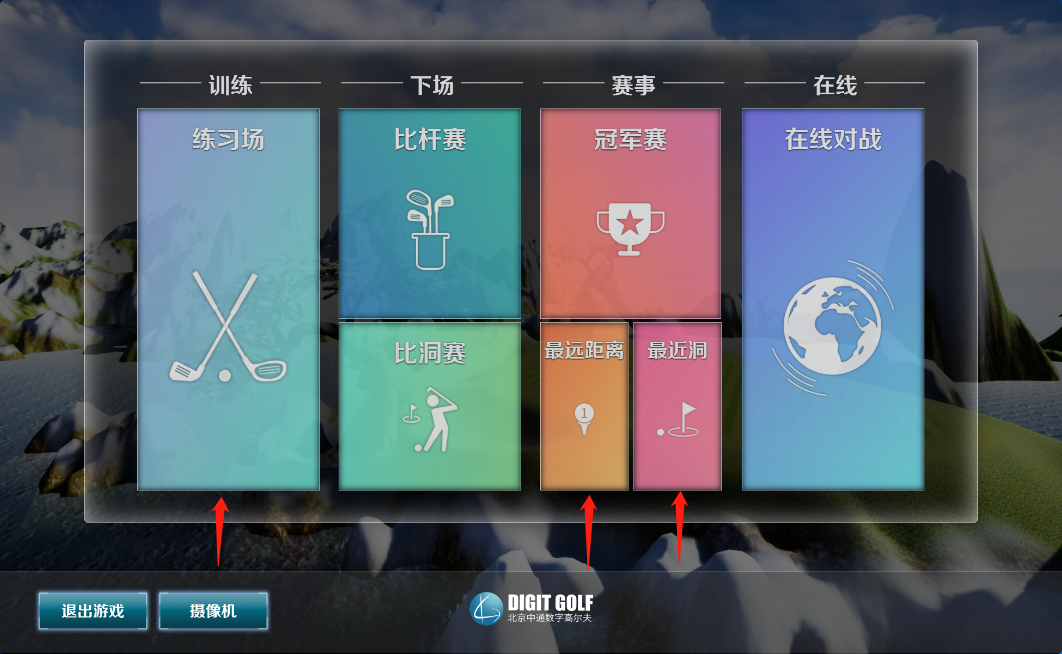 训练
下场
赛事
在线
练习场
比杆赛
冠军赛
在线对战
比洞赛
最远距离
最近洞
1
退出游戏
摄像机
DIGIT GOLF
北京中通数字高尔夫